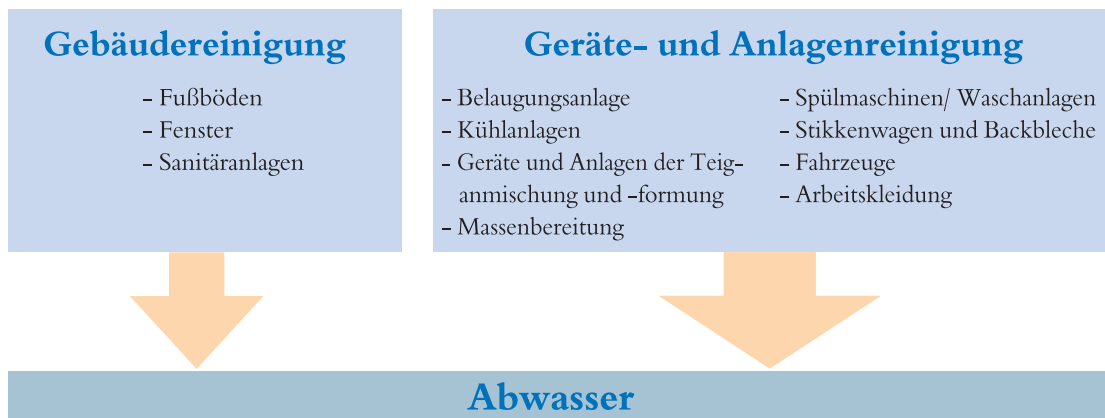 Gebäudereinigung
- Fußböden
- Fenster
- Sanitäranlagen
Geräte- und Anlagenreinigung
- Belaugungsanlage
- Kühlanlagen
- Geräte und Anlagen der Teig-
anmischung und -formung
- Massenbereitung
- Spülmaschinen/ Waschanlagen
- Stikkenwagen und Backbleche
- Fahrzeuge
- Arbeitskleidung
Abwasser